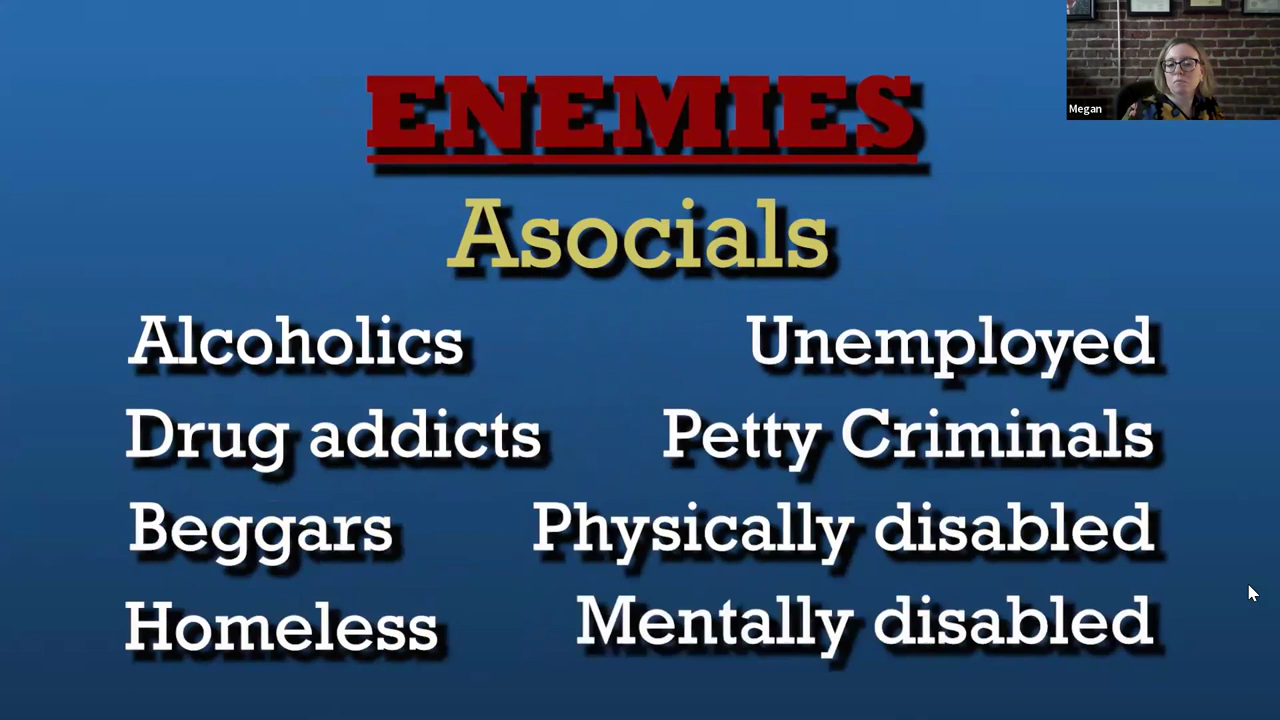 ENEMIES
Asocials
Alcoholics
Drug addicts
Beggars
Homeless
Unemployed
Petty Criminals
Physically disabled
Mentally disabled
Megan